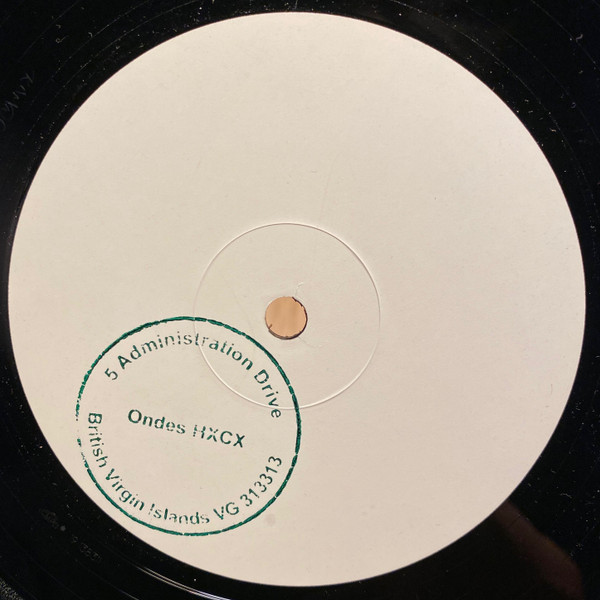 5 Administration Drive
Ondes HXCX
British Virgin Islands VG 313313